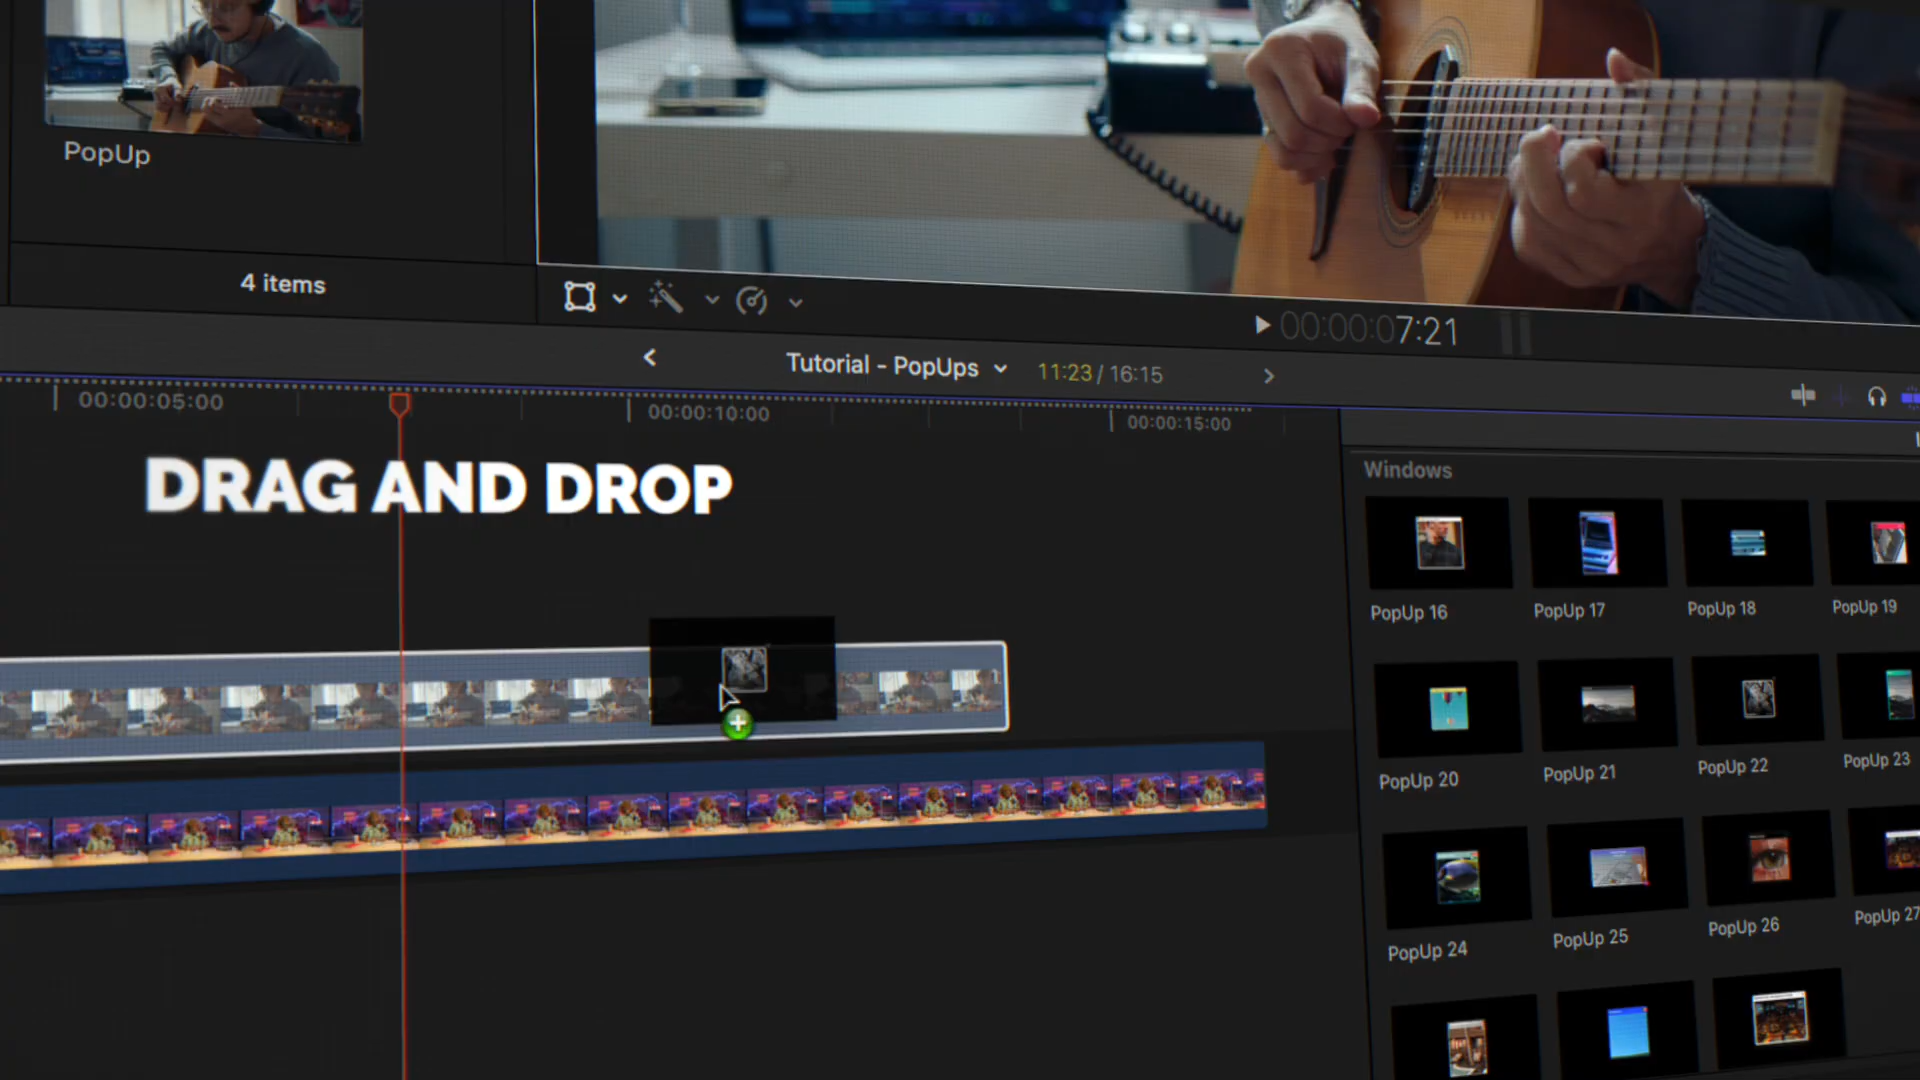 PopUp
4 items
00:00:07:21
Tutorial - PopUps
11:23 / 16:15
00:00:05:00
00:00:10:00
00:00:15:00
DRAG AND DROP
Windows
PopUp 16
PopUp 17
PopUp 18
PopUp 19
PopUp 20
PopUp 21
PopUp 22
PopUp 23
PopUp 24
PopUp 25
PopUp 26
PopUp 27